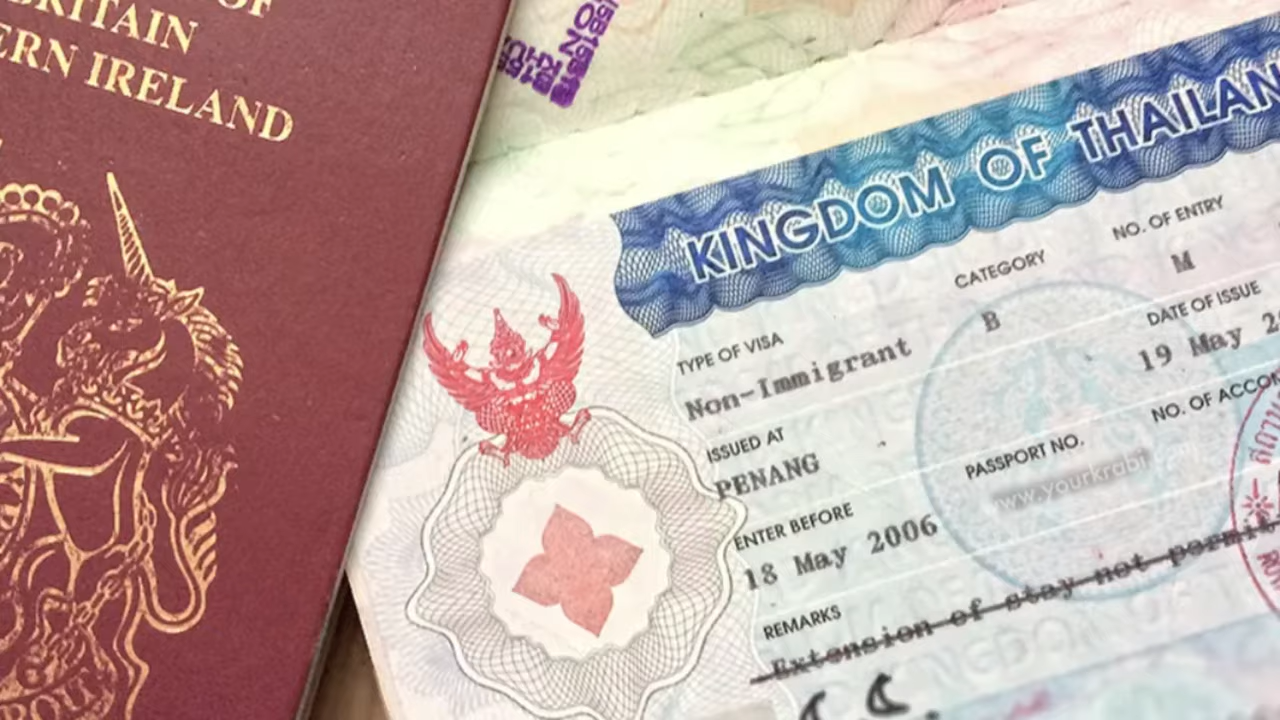 OF
BRITAIN
ERN IRELAND
KINGDOM OF THAILAN
TYPE OF VISA
Non-Immigrant
CATEGORY
B
NO. OF ENTRY
M
ISSUED AT
PENANG
DATE OF ISSUE
19 May 2
ENTER BEFORE
18 May 2006
PASSPORT NO.
NO. OF ACCOM
www.yourkrabi
REMARKS
Extension of stay not permit